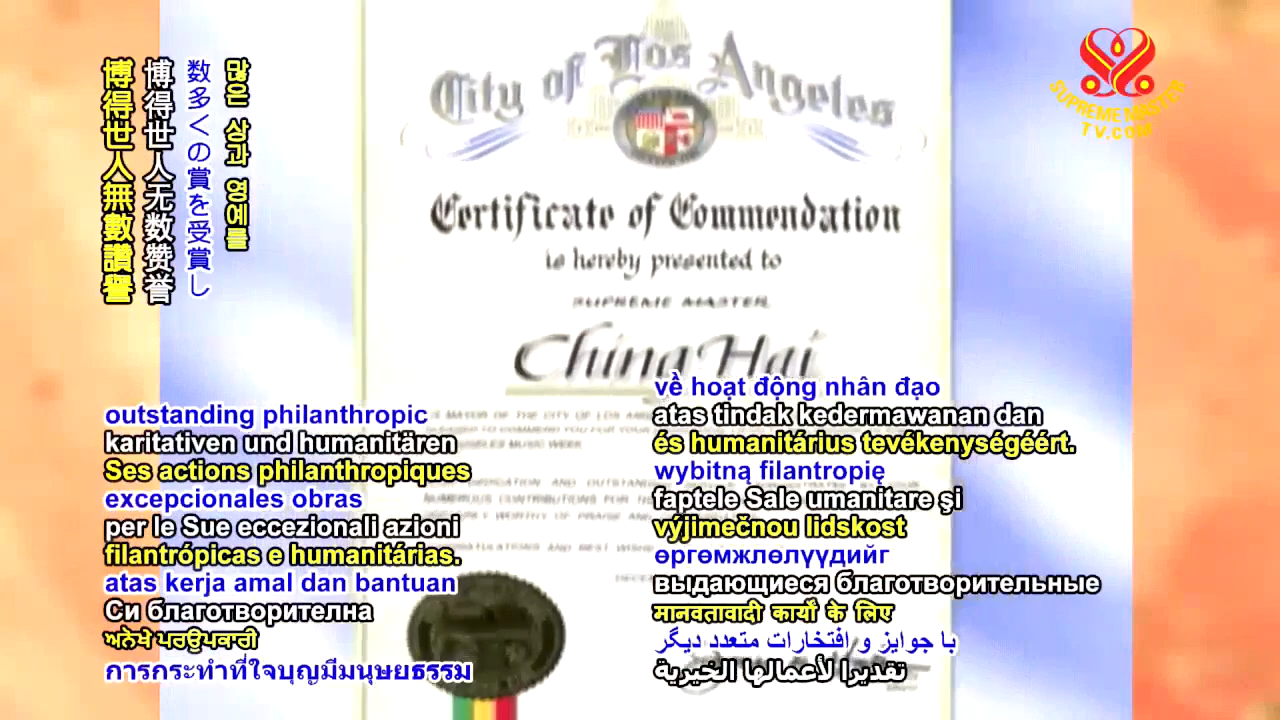 City of Los Angeles
Certificate of Commendation
is hereby presented to
SUPREME MASTER
Ching Hai
SUPREME MASTER
TV.COM
많은 상과 영예를
数多くの賞を受賞し
博得世人无数赞誉
博得世人無數讚譽
outstanding philanthropic
karitativen und humanitären
Ses actions philanthropiques
excepcionales obras
per le Sue eccezionali azioni
filantrópicas e humanitárias.
atas kerja amal dan bantuan
Си благотворителна
ਅਨੋਖੇ ਪਰਉਪਕਾਰੀ
การกระทำที่ใจบุญมีมนุษยธรรม
về hoạt động nhân đạo
atas tindak kedermawanan dan
és humanitárius tevékenységéért.
wybitną filantropię
faptele Sale umanitare şi
výjimečnou lidskost
өргөмжлөлүүдийг
выдающиеся благотворительные
मानवतावादी कार्यों के लिए
با جوایز و افتخارات متعدد دیگر
تقديرا لأعمالها الخيرية